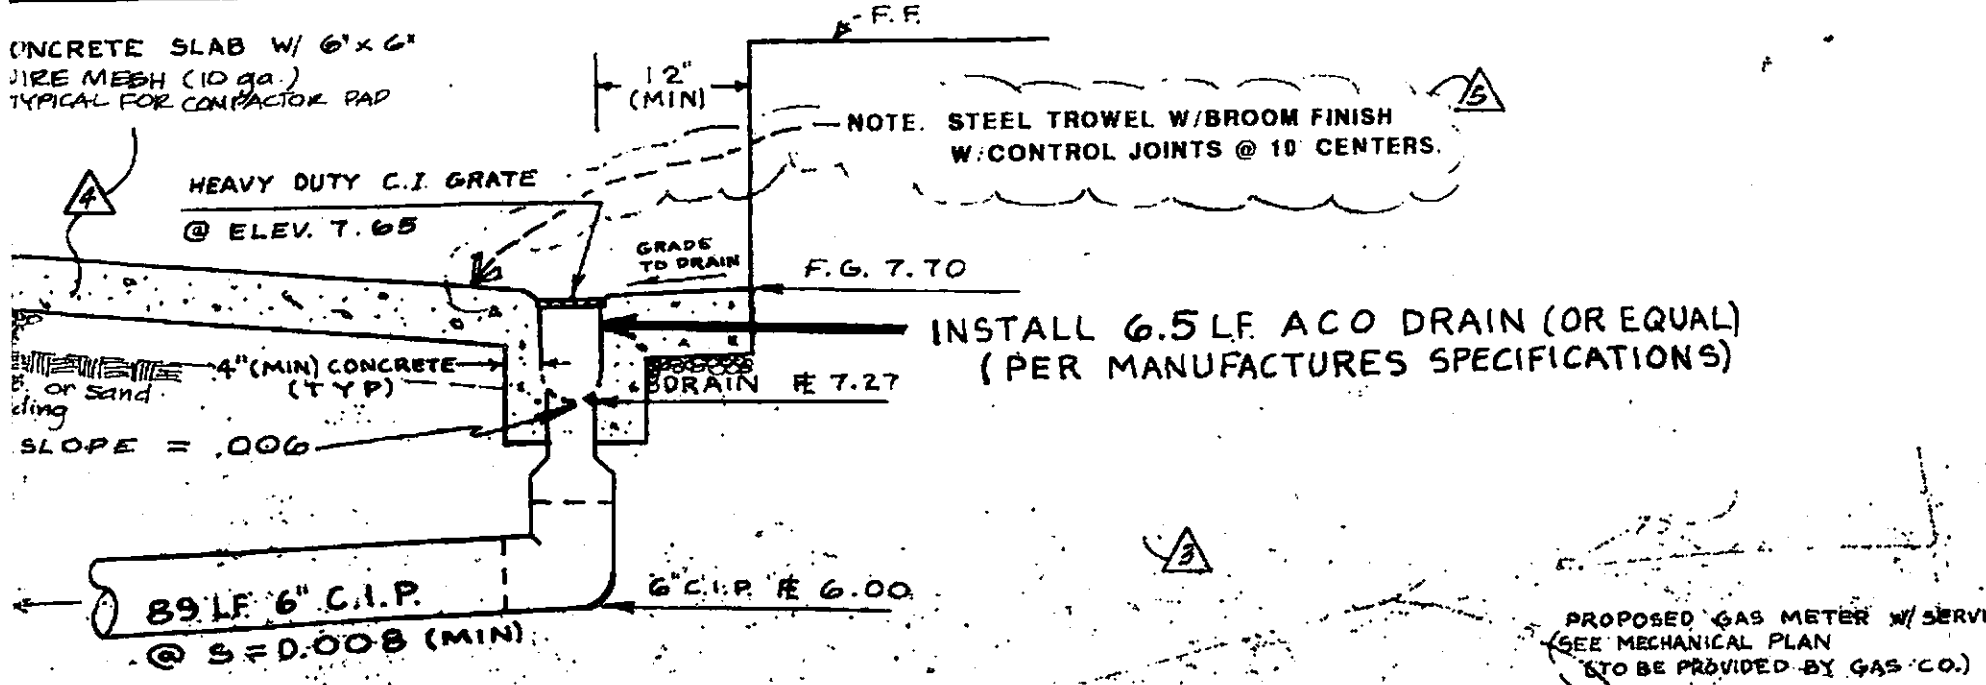 F.F.
ONCRETE SLAB W/ 6"x6"
IRE MESH (10 ga.)
TYPICAL FOR COMPACTOR PAD
12"
(MIN)
5
NOTE. STEEL TROWEL W/BROOM FINISH
W/CONTROL JOINTS @ 10' CENTERS.
4
HEAVY DUTY C.I. GRATE
@ ELEV. 7.65
GRADE
TO DRAIN
F.G. 7.70
INSTALL 6.5 LF. ACO DRAIN (OR EQUAL)
(PER MANUFACTURES SPECIFICATIONS)
4" (MIN) CONCRETE
(TYP)
or sand
ding
DRAIN 7.27
SLOPE = .006
3
89 LF 6" C.I.P.
@ S = 0.008 (MIN)
6" C.I.P. 6.00
PROPOSED GAS METER W/ SERVI
(SEE MECHANICAL PLAN
(TO BE PROVIDED BY GAS CO.)